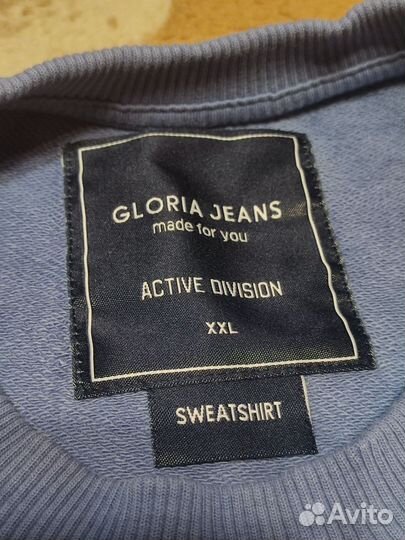 GLORIA JEANS
made for you
ACTIVE DIVISION
XXL
SWEATSHIRT
Avito